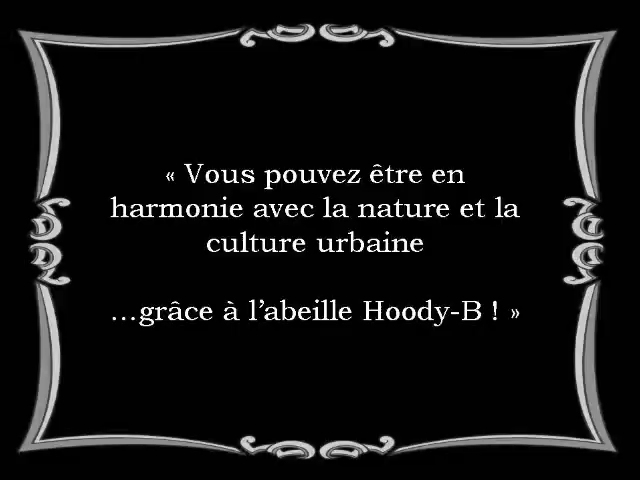 « Vous pouvez être en
harmonie avec la nature et la
culture urbaine
...grâce à l’abeille Hoody-B ! »